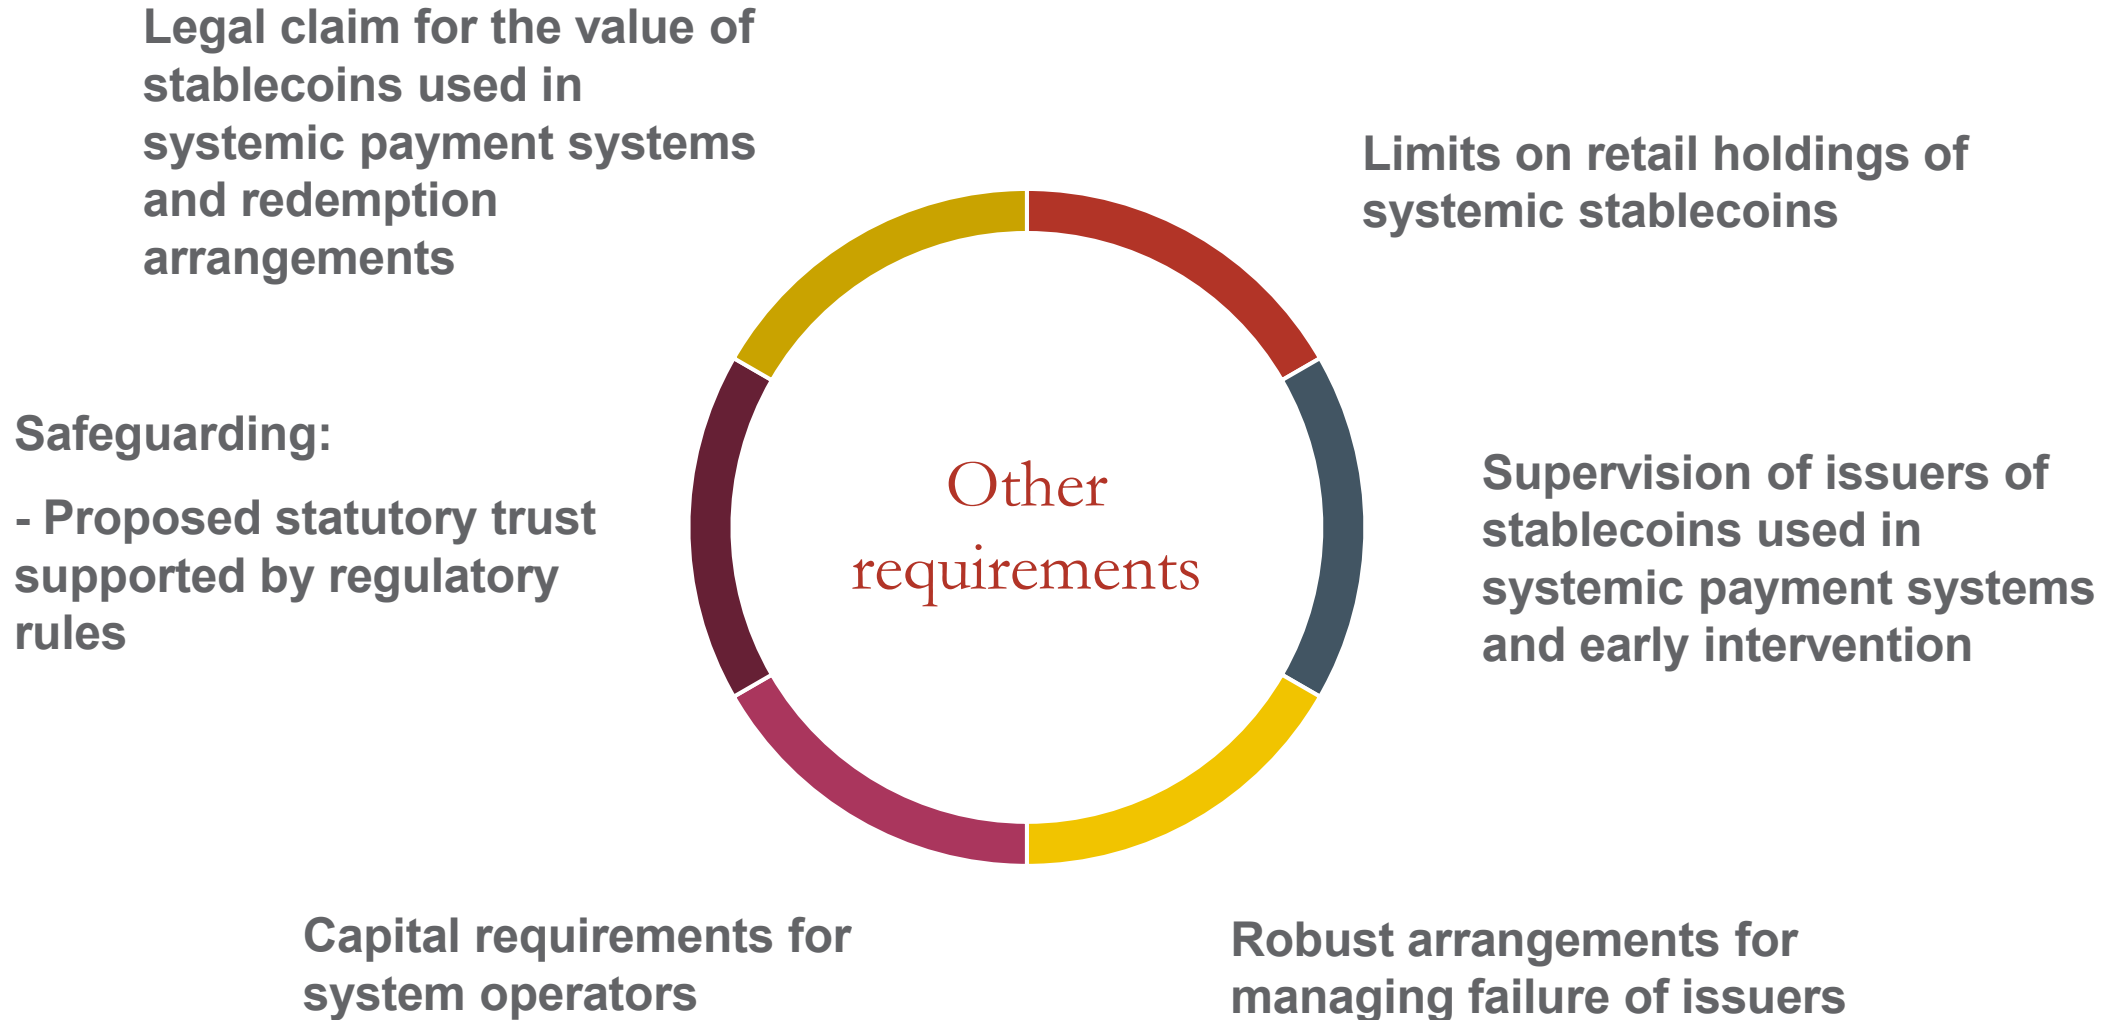 Legal claim for the value of
stablecoins used in
systemic payment systems
and redemption
arrangements
Limits on retail holdings of
systemic stablecoins
Safeguarding:
- Proposed statutory trust
supported by regulatory
rules
Other
requirements
Supervision of issuers of
stablecoins used in
systemic payment systems
and early intervention
Capital requirements for
system operators
Robust arrangements for
managing failure of issuers